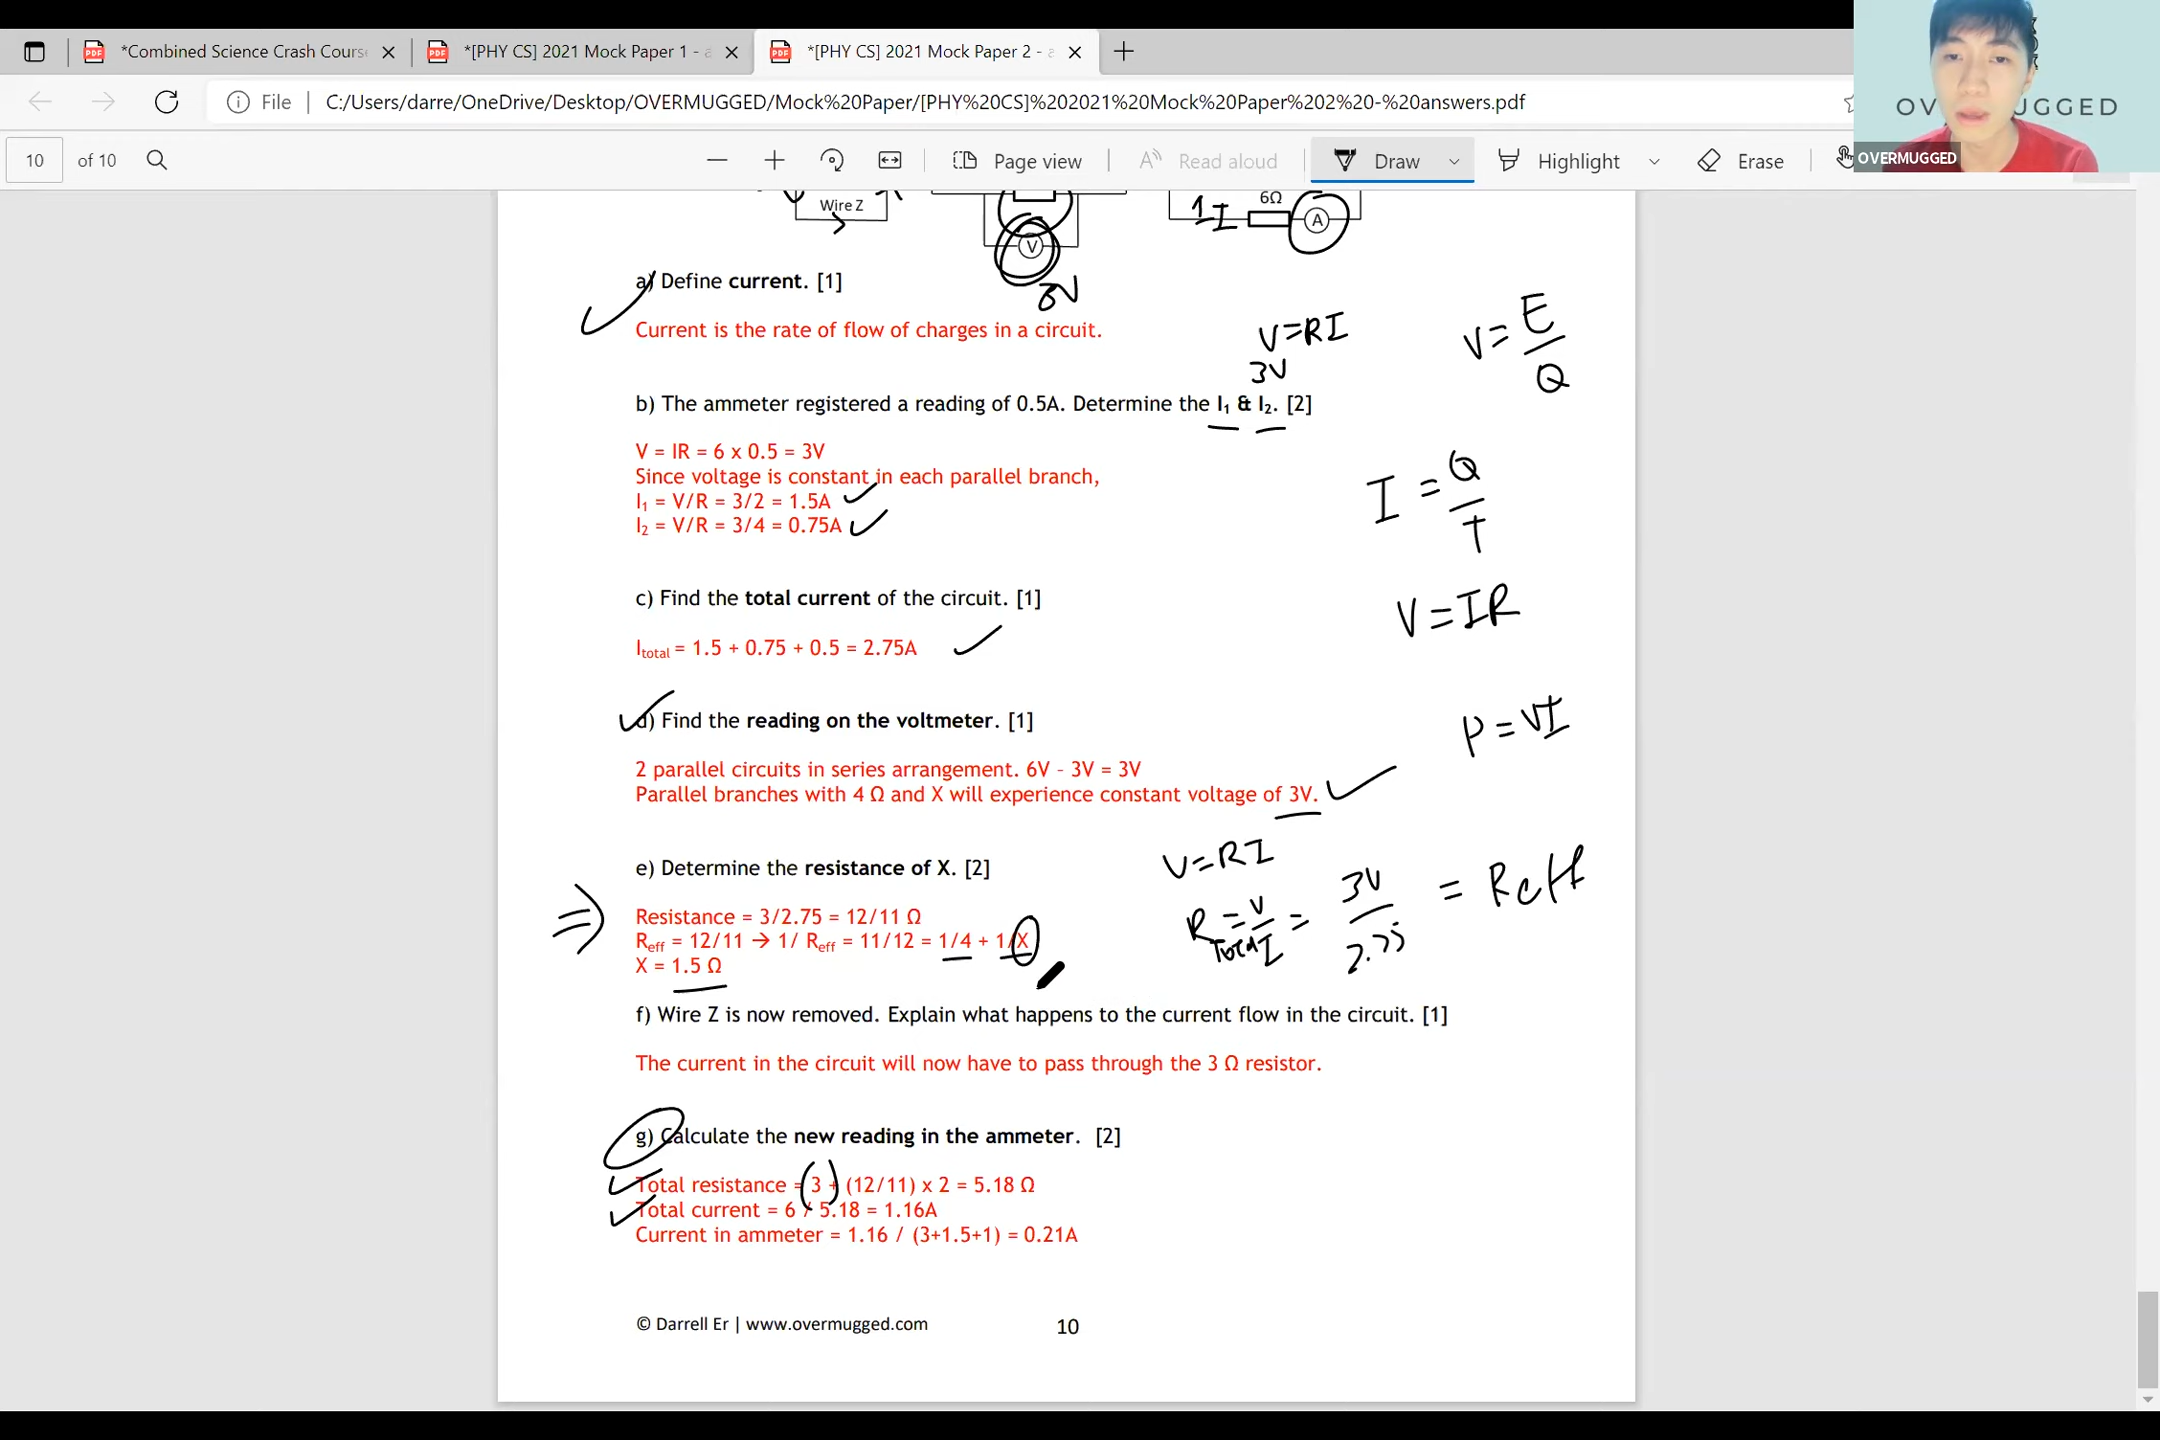 *Combined Science Crash Cours
*[PHY CS] 2021 Mock Paper 1 - a
*[PHY CS] 2021 Mock Paper 2 - a
File
C:/Users/darre/OneDrive/Desktop/OVERMUGGED/Mock%20Paper/[PHY%20CS]%202021%20Mock%20Paper%202%20-%20answers.pdf
10 of 10
Page view
Read aloud
Draw
Highlight
Erase
OV UGGED
OVERMUGGED
Wire Z
V
3V
1I
6Ω
A
a) Define current. [1]
Current is the rate of flow of charges in a circuit.
V=RI
3V
V=E/Q
b) The ammeter registered a reading of 0.5A. Determine the I₁ & I₂. [2]
V = IR = 6 x 0.5 = 3V
Since voltage is constant in each parallel branch,
I₁ = V/R = 3/2 = 1.5A
I₂ = V/R = 3/4 = 0.75A
I=Q/T
c) Find the total current of the circuit. [1]
V=IR
Itotal = 1.5 + 0.75 + 0.5 = 2.75A
d) Find the reading on the voltmeter. [1]
P=VI
2 parallel circuits in series arrangement. 6V – 3V = 3V
Parallel branches with 4 Ω and X will experience constant voltage of 3V.
e) Determine the resistance of X. [2]
V=RI
R Total = V/I = 3V/2.75 = Reff
Resistance = 3/2.75 = 12/11 Ω
Reff = 12/11 → 1/ Reff = 11/12 = 1/4 + 1/X
X = 1.5 Ω
f) Wire Z is now removed. Explain what happens to the current flow in the circuit. [1]
The current in the circuit will now have to pass through the 3 Ω resistor.
g) Calculate the new reading in the ammeter. [2]
Total resistance = 3 + (12/11) x 2 = 5.18 Ω
Total current = 6 / 5.18 = 1.16A
Current in ammeter = 1.16 / (3+1.5+1) = 0.21A
© Darrell Er | www.overmugged.com
10